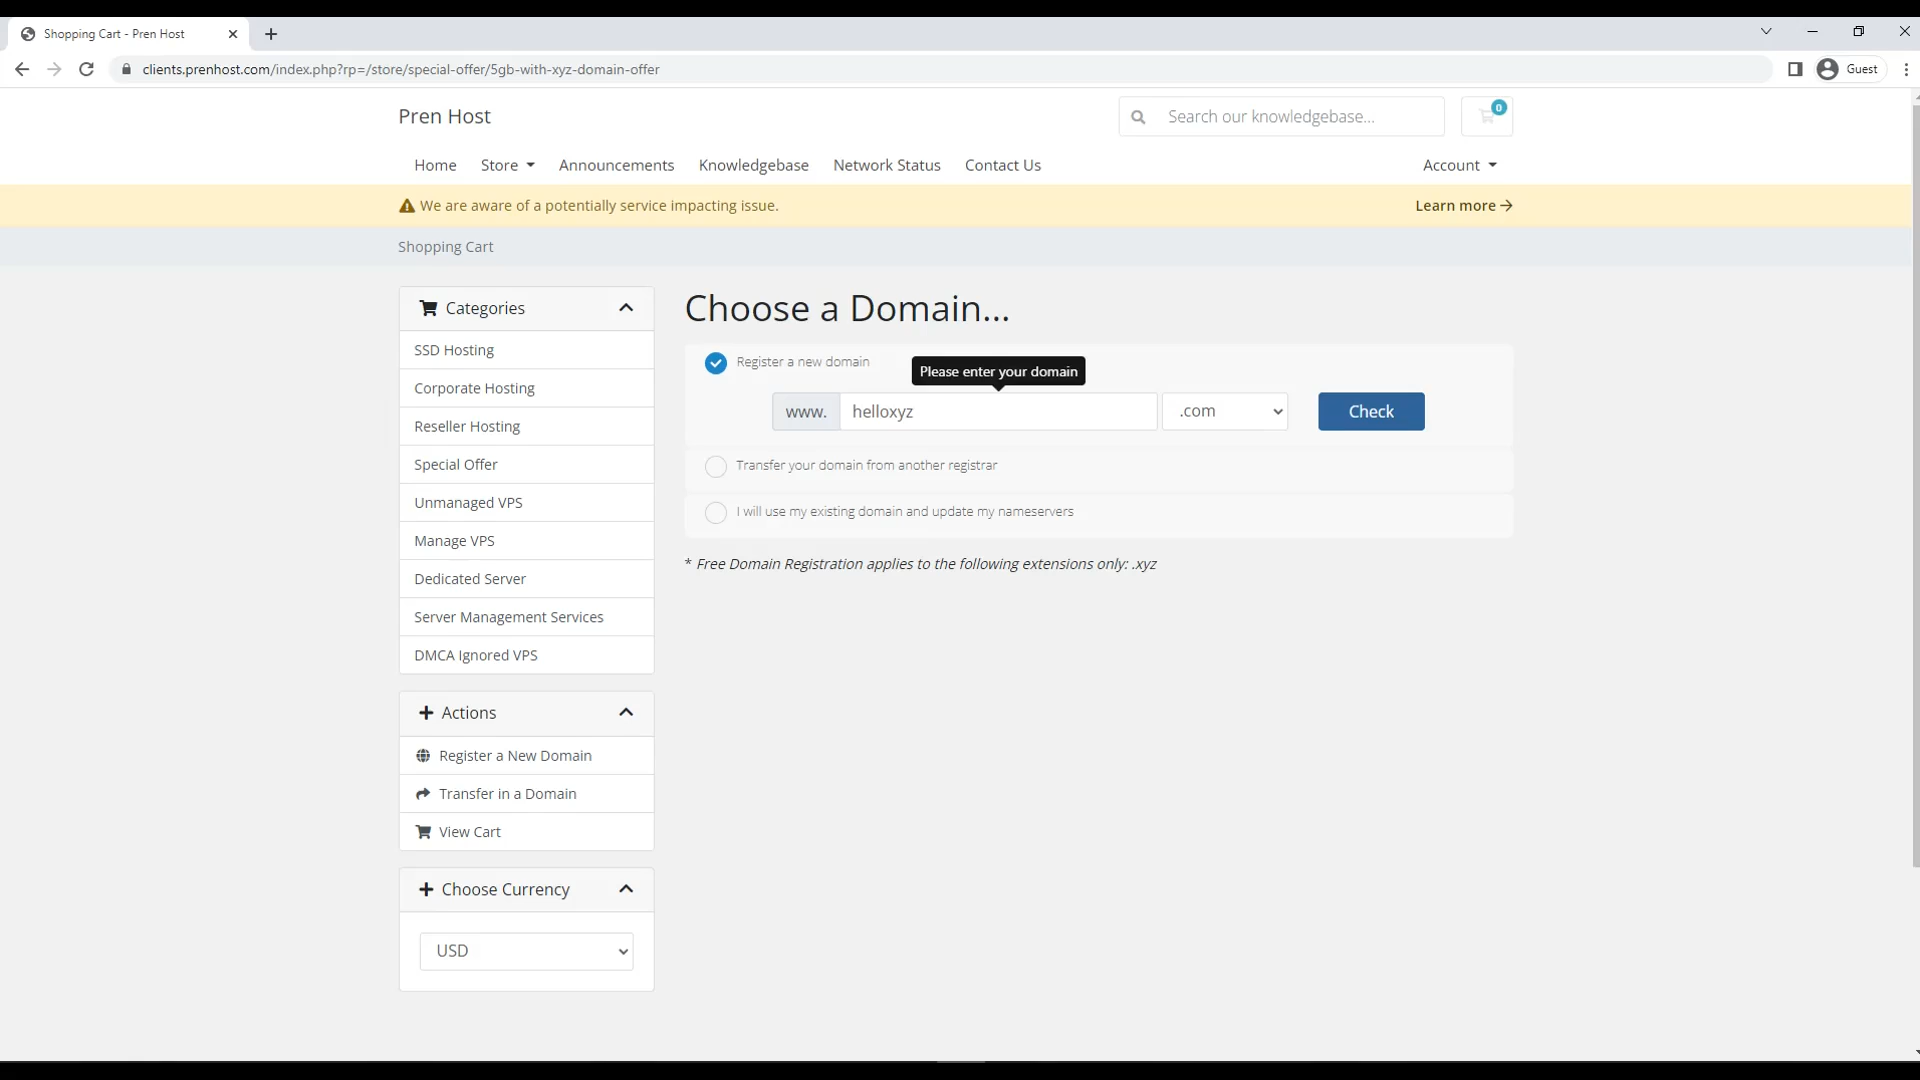 Shopping Cart - Pren Host
clients.prenhost.com/index.php?rp=/store/special-offer/5gb-with-xyz-domain-offer
Guest
Pren Host
Search our knowledgebase...
0
Home
Store
Announcements
Knowledgebase
Network Status
Contact Us
Account
We are aware of a potentially service impacting issue.
Learn more
Shopping Cart
Categories
SSD Hosting
Corporate Hosting
Reseller Hosting
Special Offer
Unmanaged VPS
Manage VPS
Dedicated Server
Server Management Services
DMCA Ignored VPS
Actions
Register a New Domain
Transfer in a Domain
View Cart
Choose Currency
USD
Choose a Domain...
Register a new domain
Please enter your domain
www.
helloxyz
.com
Check
Transfer your domain from another registrar
I will use my existing domain and update my nameservers
* Free Domain Registration applies to the following extensions only: .xyz